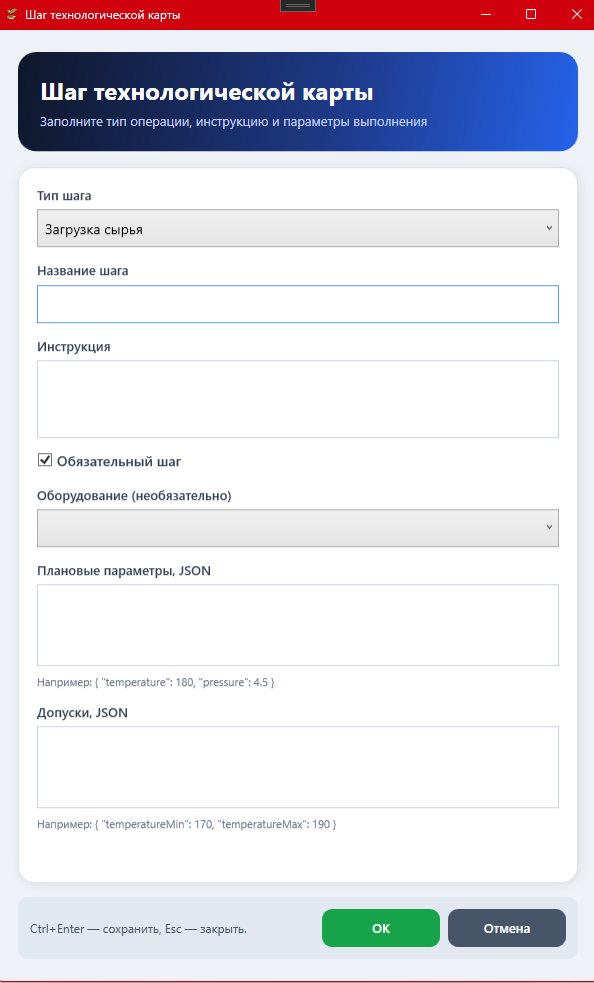 Шаг технологической карты
Шаг технологической карты
Заполните тип операции, инструкцию и параметры выполнения
Тип шага
Загрузка сырья
Название шага
Инструкция
Обязательный шаг
Оборудование (необязательно)
Плановые параметры, JSON
Например: { "temperature": 180, "pressure": 4.5 }
Допуски, JSON
Например: { "temperatureMin": 170, "temperatureMax": 190 }
Ctrl+Enter — сохранить, Esc — закрыть.
ОК
Отмена